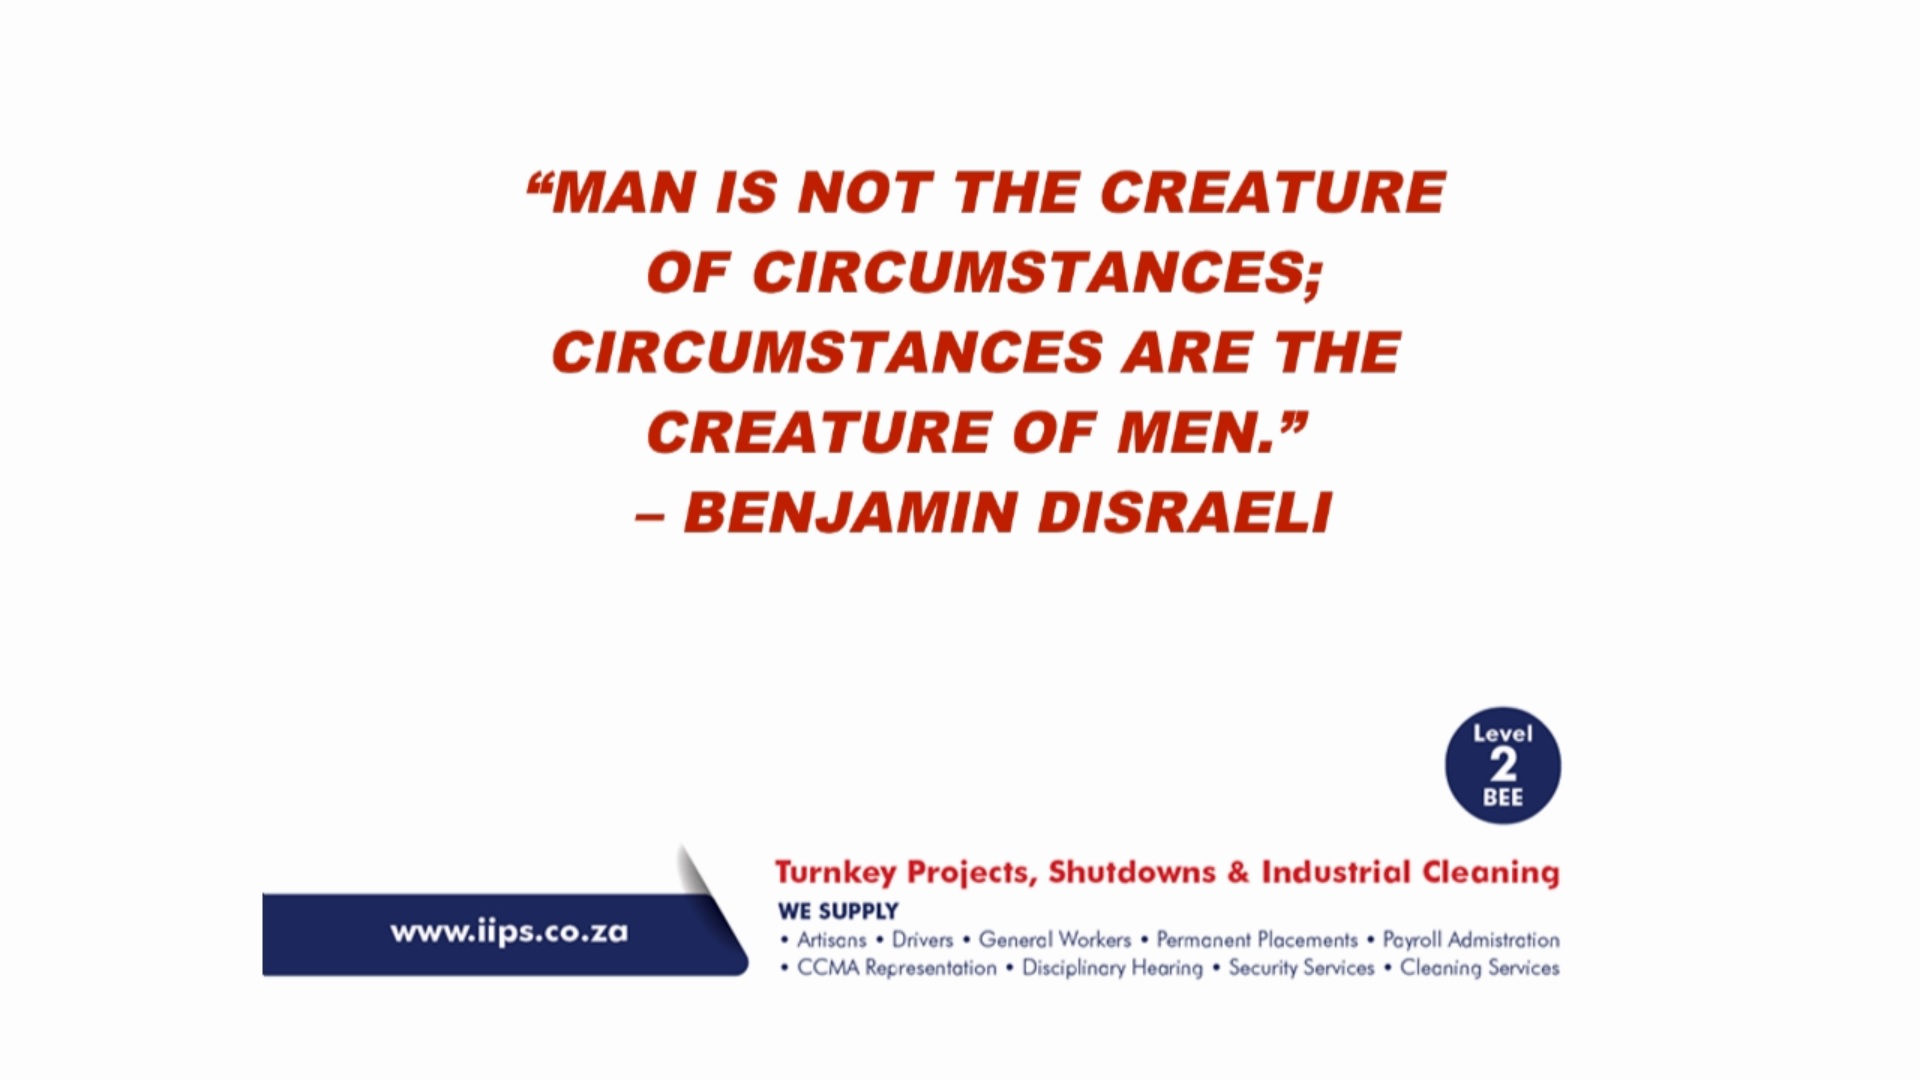 “MAN IS NOT THE CREATURE
OF CIRCUMSTANCES;
CIRCUMSTANCES ARE THE
CREATURE OF MEN.”
– BENJAMIN DISRAELI
Level
2
BEE
www.iips.co.za
Turnkey Projects, Shutdowns & Industrial Cleaning
WE SUPPLY
• Artisans • Drivers • General Workers • Permanent Placements • Payroll Admistration
• CCMA Representation • Disciplinary Hearing • Security Services • Cleaning Services